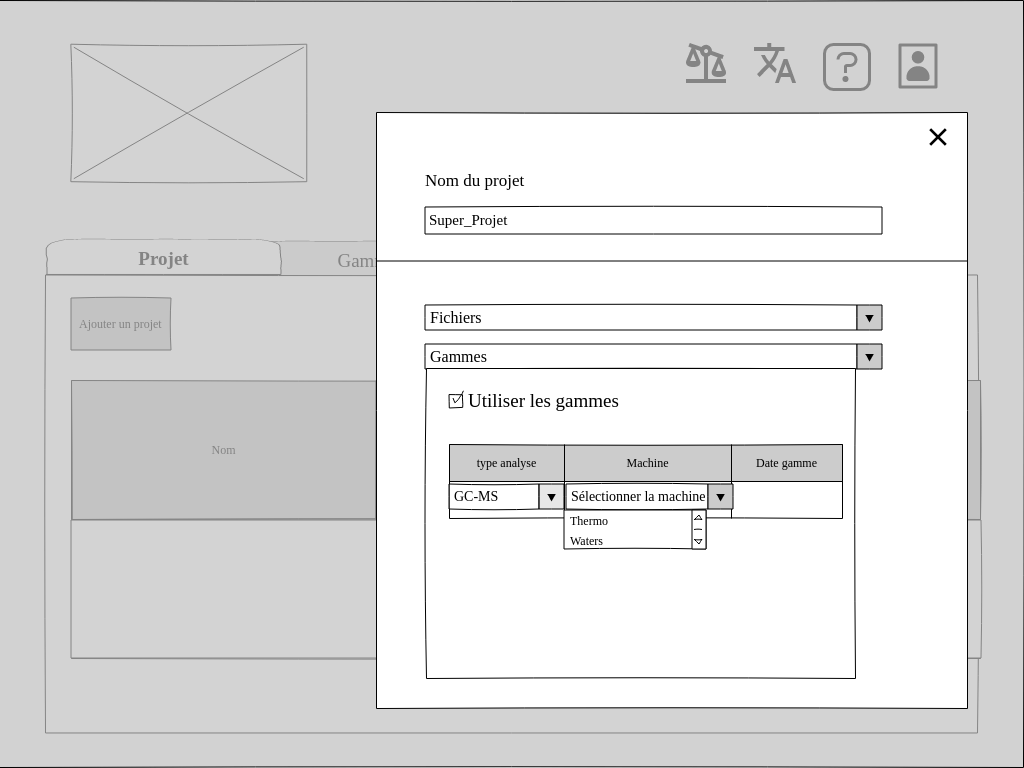 Nom du projet
Super_Projet
Projet
Gam
Ajouter un projet
Fichiers
Gammes
Utiliser les gammes
Nom
type analyse Machine Date gamme
GC-MS Sélectionner la machine
Thermo
Waters